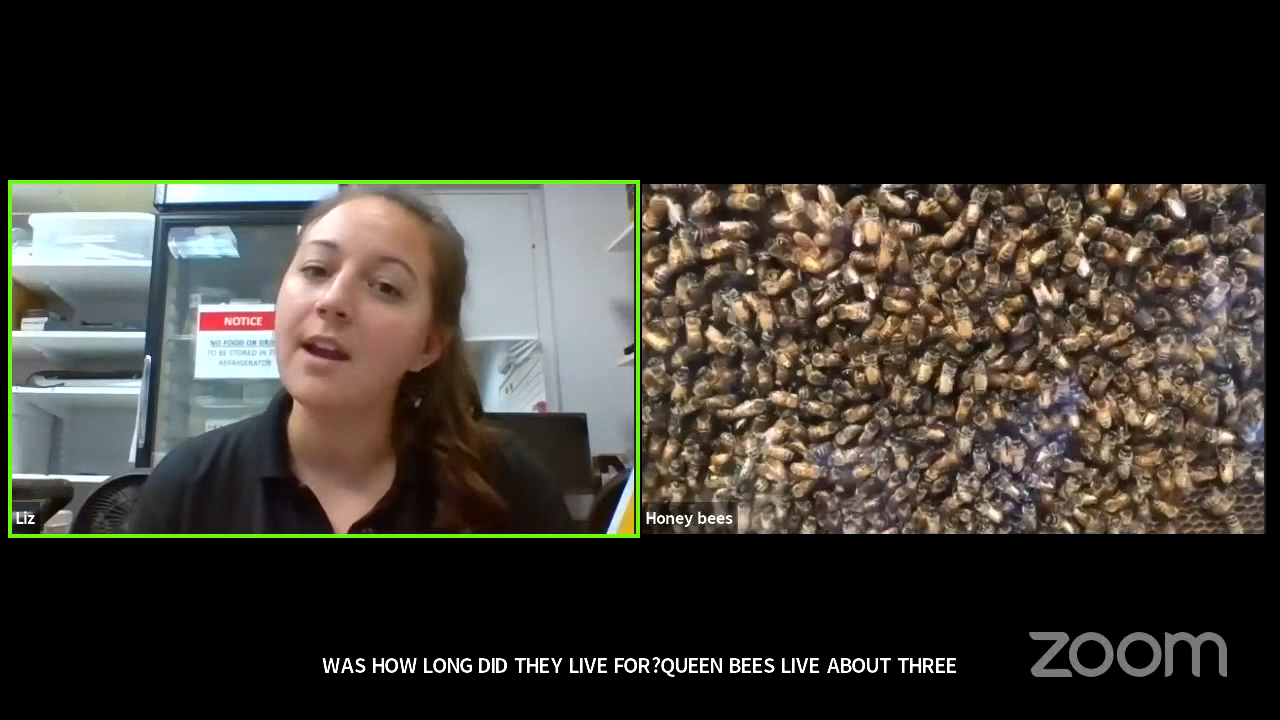 NOTICE
NO FOOD OR
TO BE STORED IN
REFRIGERATOR
Liz
Honey bees
WAS HOW LONG DID THEY LIVE FOR?QUEEN BEES LIVE ABOUT THREE
zoom